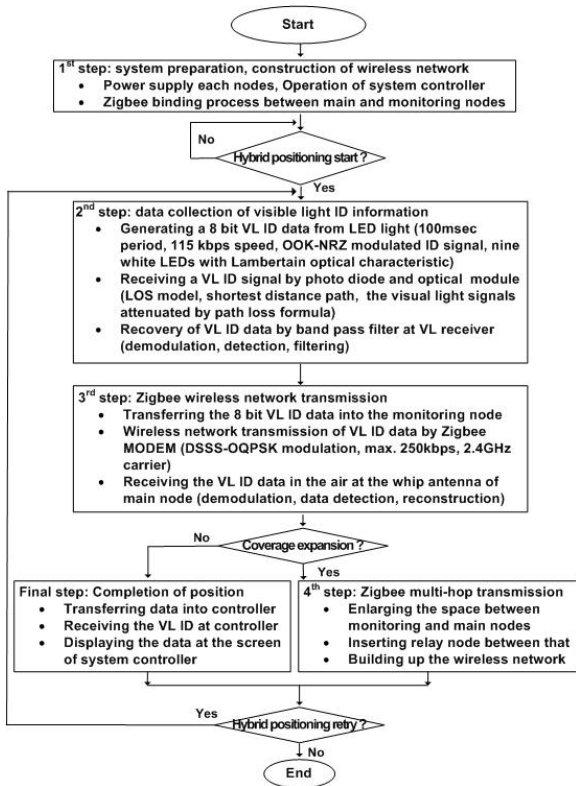 Start
1st step: system preparation, construction of wireless network
• Power supply each nodes, Operation of system controller
• Zigbee binding process between main and monitoring nodes
No
Hybrid positioning start ?
Yes
2nd step: data collection of visible light ID information
• Generating a 8 bit VL ID data from LED light (100msec
period, 115 kbps speed, OOK-NRZ modulated ID signal, nine
white LEDs with Lambertain optical characteristic)
• Receiving a VL ID signal by photo diode and optical module
(LOS model, shortest distance path, the visual light signals
attenuated by path loss formula)
• Recovery of VL ID data by band pass filter at VL receiver
(demodulation, detection, filtering)
3rd step: Zigbee wireless network transmission
• Transferring the 8 bit VL ID data into the monitoring node
• Wireless network transmission of VL ID data by Zigbee
MODEM (DSSS-OQPSK modulation, max. 250kbps, 2.4GHz
carrier)
• Receiving the VL ID data in the air at the whip antenna of
main node (demodulation, data detection, reconstruction)
No
Coverage expansion ?
Yes
Final step: Completion of position
• Transferring data into controller
• Receiving the VL ID at controller
• Displaying the data at the screen
of system controller
4th step: Zigbee multi-hop transmission
• Enlarging the space between
monitoring and main nodes
• Inserting relay node between that
• Building up the wireless network
Yes
Hybrid positioning retry ?
No
End